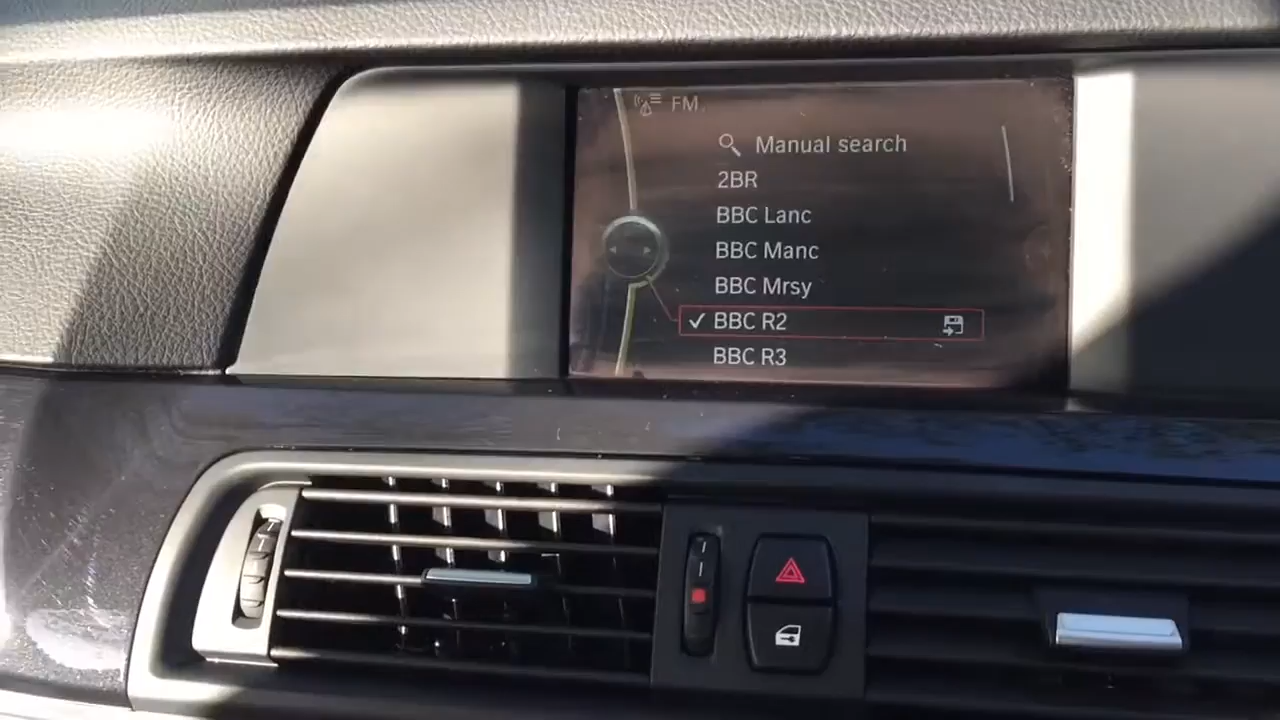 FM
Manual search
2BR
BBC Lanc
BBC Manc
BBC Mrsy
BBC R2
BBC R3